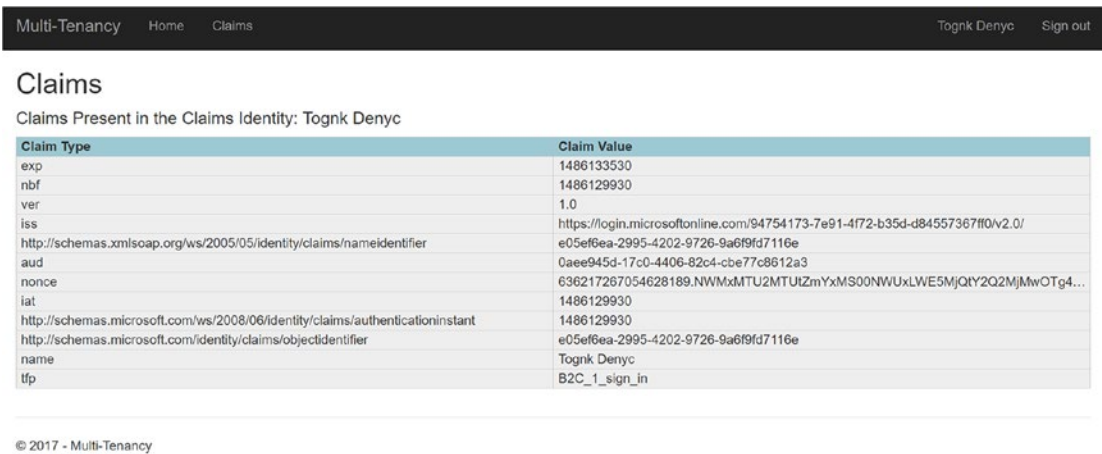 Multi-Tenancy Home Claims Tognk Denyc Sign out
Claims
Claims Present in the Claims Identity: Tognk Denyc
Claim Type Claim Value
exp 1486133530
nbf 1486129930
ver 1.0
iss https://login.microsoftonline.com/94754173-7e91-4f72-b35d-d84557367ff0/v2.0/
http://schemas.xmlsoap.org/ws/2005/05/identity/claims/nameidentifier e05ef6ea-2995-4202-9726-9a6f9fd7116e
aud 0aee945d-17c0-4406-82c4-cbe77c8612a3
nonce 636217267054628189.NWMxMTU2MTUtZmYxMS00NWUxLWE5MjQtY2Q2MjMwOTg4...
iat 1486129930
http://schemas.microsoft.com/ws/2008/06/identity/claims/authenticationinstant 1486129930
http://schemas.microsoft.com/identity/claims/objectidentifier e05ef6ea-2995-4202-9726-9a6f9fd7116e
name Tognk Denyc
tfp B2C_1_sign_in
© 2017 - Multi-Tenancy